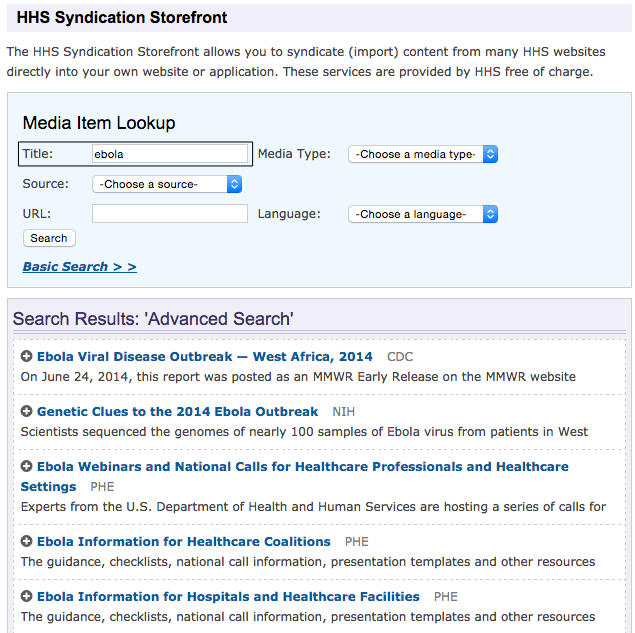 HHS Syndication Storefront
The HHS Syndication Storefront allows you to syndicate (import) content from many HHS websites
directly into your own website or application. These services are provided by HHS free of charge.
Media Item Lookup
Title: ebola Media Type: -Choose a media type-
Source: -Choose a source-
URL: Language: -Choose a language-
Search
Basic Search > >
Search Results: 'Advanced Search'
Ebola Viral Disease Outbreak — West Africa, 2014 CDC
On June 24, 2014, this report was posted as an MMWR Early Release on the MMWR website
Genetic Clues to the 2014 Ebola Outbreak NIH
Scientists sequenced the genomes of nearly 100 samples of Ebola virus from patients in West
Ebola Webinars and National Calls for Healthcare Professionals and Healthcare
Settings PHE
Experts from the U.S. Department of Health and Human Services are hosting a series of calls for
Ebola Information for Healthcare Coalitions PHE
The guidance, checklists, national call information, presentation templates and other resources
Ebola Information for Hospitals and Healthcare Facilities PHE
The guidance, checklists, national call information, presentation templates and other resources